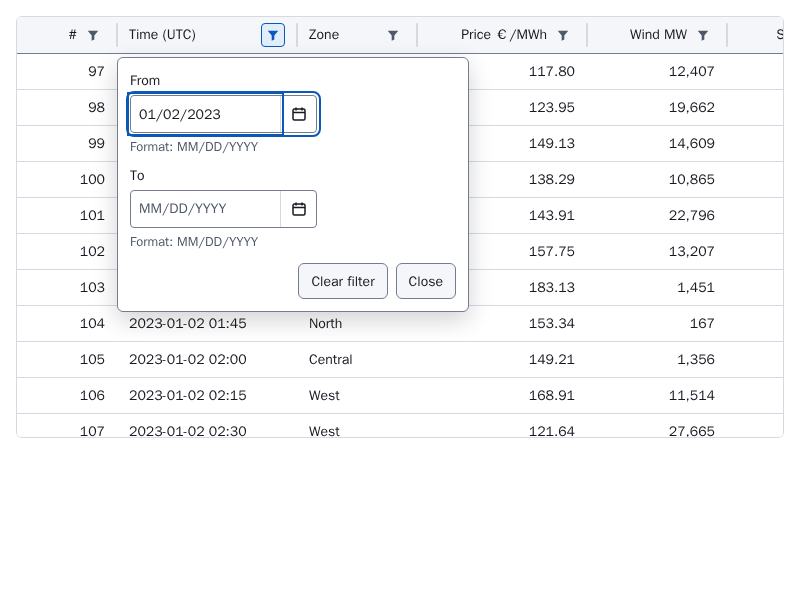 # Time (UTC) Zone Price €/MWh Wind MW S
97 117.80 12,407
98 123.95 19,662
99 149.13 14,609
100 138.29 10,865
101 143.91 22,796
102 157.75 13,207
103 183.13 1,451
From
01/02/2023
Format: MM/DD/YYYY
To
MM/DD/YYYY
Format: MM/DD/YYYY
Clear filter Close
104 2023-01-02 01:45 North 153.34 167
105 2023-01-02 02:00 Central 149.21 1,356
106 2023-01-02 02:15 West 168.91 11,514
107 2023-01-02 02:30 West 121.64 27,665